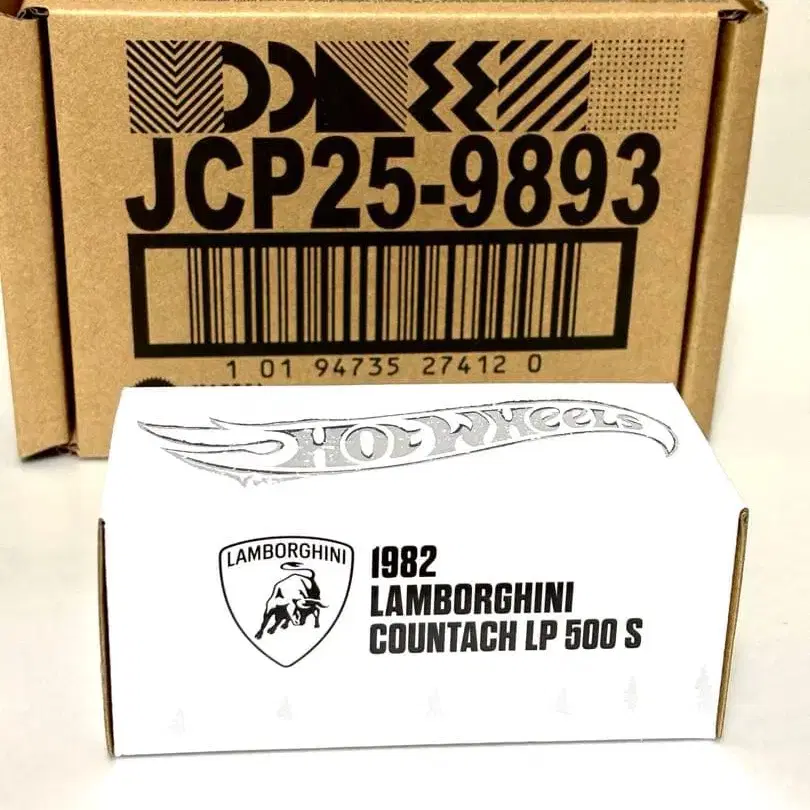 JCP25-9893
1 01 94735 27412 0
HOT WHEELS
LAMBORGHINI
1982
LAMBORGHINI
COUNTACH LP 500 S